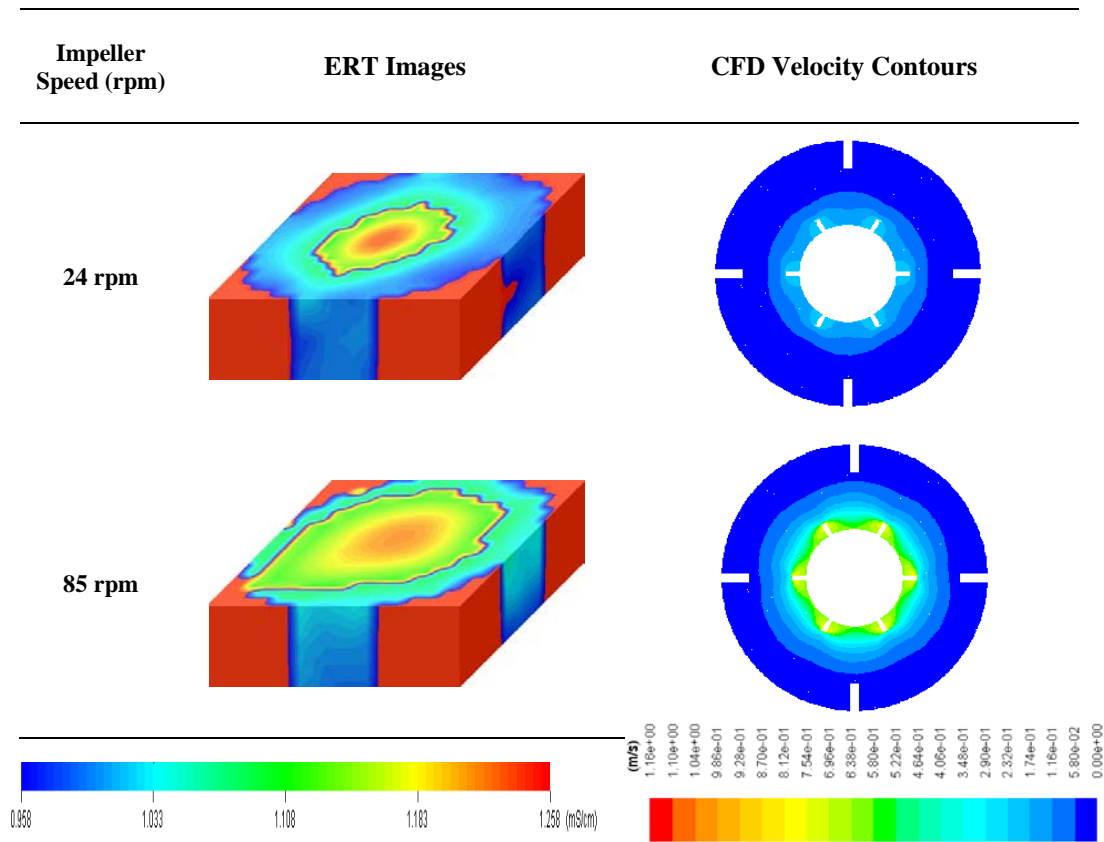 Impeller
Speed (rpm)
ERT Images
CFD Velocity Contours
24 rpm
85 rpm
0.958
1.033
1.108
1.183
1.258 (mS/cm)
(m/s)
1.16e+00
1.10e+00
1.04e+00
9.86e-01
9.28e-01
8.70e-01
8.12e-01
7.54e-01
6.96e-01
6.38e-01
5.80e-01
5.22e-01
4.64e-01
4.06e-01
3.48e-01
2.90e-01
2.32e-01
1.74e-01
1.16e-01
5.80e-02
0.00e+00